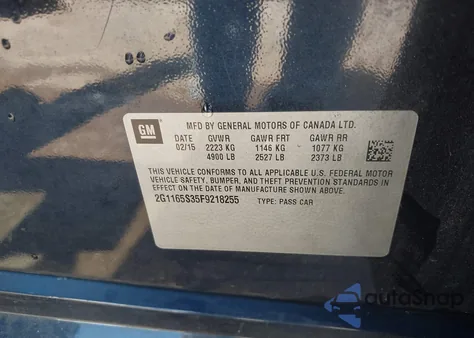 GM
MFD BY GENERAL MOTORS OF CANADA LTD.
DATE GVWR GAWR FRT GAWR RR
02/15 2223 KG 1146 KG 1077 KG
4900 LB 2527 LB 2373 LB
THIS VEHICLE CONFORMS TO ALL APPLICABLE U.S. FEDERAL MOTOR
VEHICLE SAFETY, BUMPER, AND THEFT PREVENTION STANDARDS
IN EFFECT ON THE DATE OF MANUFACTURE SHOWN ABOVE.
2G1165S35F9218255 TYPE: PASS CAR
autoSnap